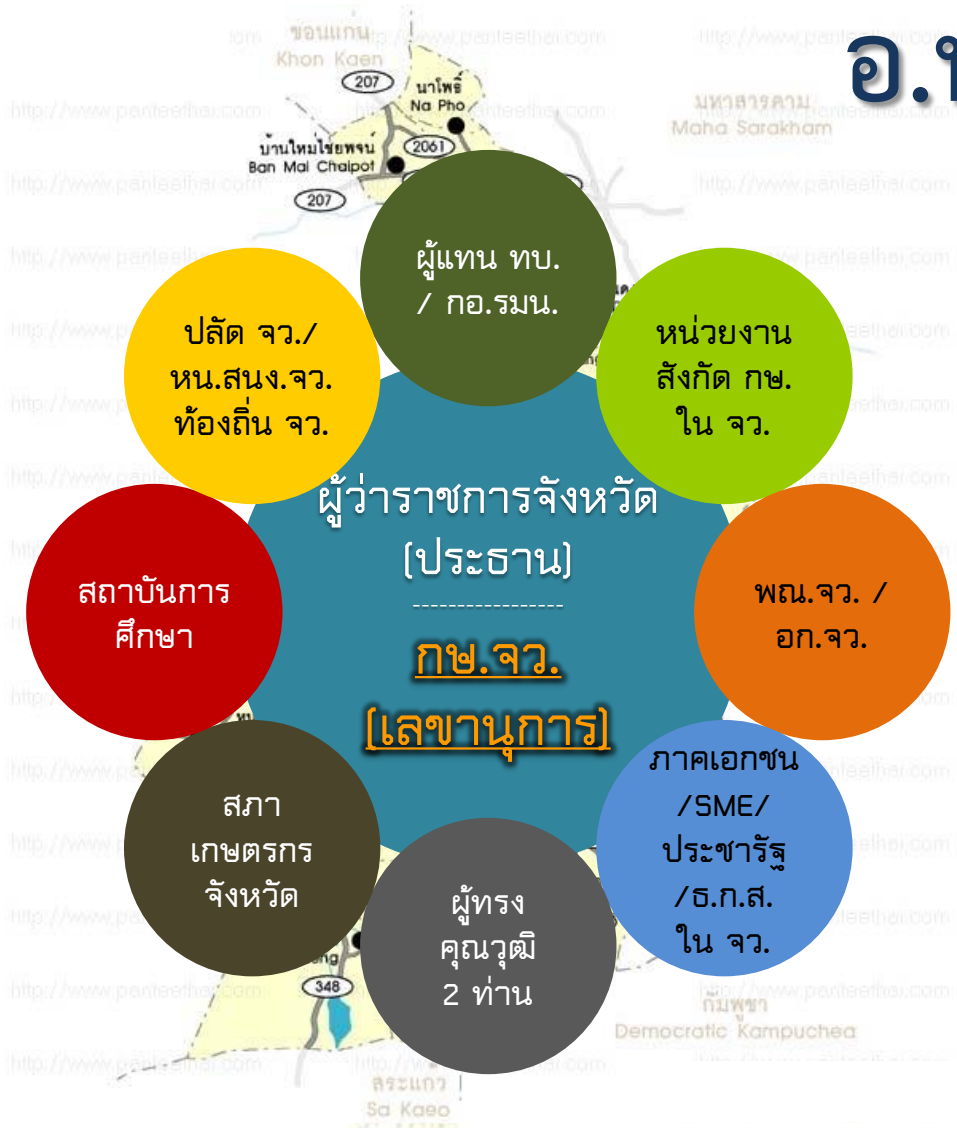 อ.
ขอนแก่น
Khon Kaen
http://www.panteethai.com
207
นาโพธิ์
Na Pho
มหาสารคาม
Maha Sarakham
บ้านใหม่ไชยพจน์
Ban Mai Chaipot
2061
207
ผู้แทน ทบ.
/ กอ.รมน.
ปลัด จว./
หน.สนง.จว.
ท้องถิ่น จว.
หน่วยงาน
สังกัด กษ.
ใน จว.
ผู้ว่าราชการจังหวัด
(ประธาน)
-----------------
กษ.จว.
(เลขานุการ)
สถาบันการ
ศึกษา
พณ.จว. /
อก.จว.
สภา
เกษตรกร
จังหวัด
ภาคเอกชน
/SME/
ประชารัฐ
/ธ.ก.ส.
ใน จว.
ผู้ทรง
คุณวุฒิ
2 ท่าน
348
กัมพูชา
Democratic Kampuchea
สระแก้ว
Sa Kaeo